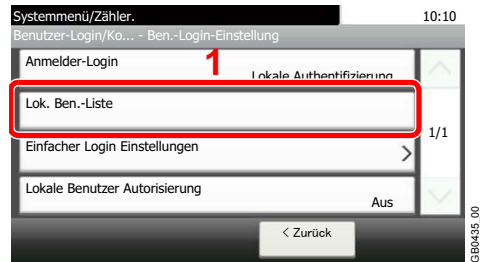 Systemmenü/Zähler. 10:10
Benutzer-Login/Ko... - Ben.-Login-Einstellung
Anmelder-Login
1
Lokale Authentifizierung
Lok. Ben.-Liste
1/1
Einfacher Login Einstellungen
Lokale Benutzer Autorisierung
Aus
< Zurück
GB0435_00